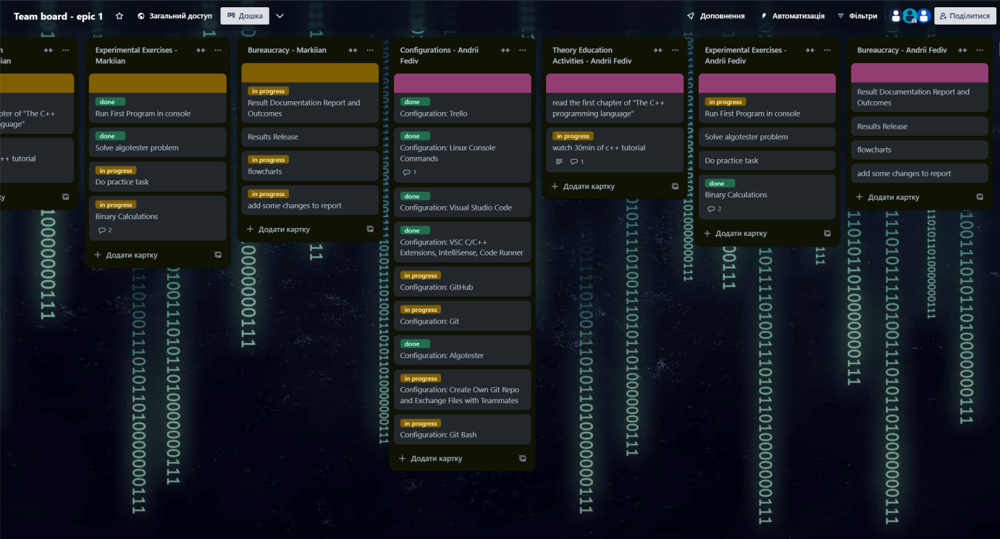 Team board - epic 1
Загальний доступ
Дошка
Доповнення
Автоматизація
Фільтри
Поділитися
++ tutorial
Experimental Exercises -
Markiian
done
Run First Program in console
done
Solve algotester problem
in progress
Do practice task
in progress
Binary Calculations
2
Додати картку
Bureaucracy - Markiian
in progress
Result Documentation Report and
Outcomes
Results Release
in progress
flowcharts
in progress
add some changes to report
Додати картку
Configurations - Andrii
Fediv
done
Configuration: Trello
done
Configuration: Linux Console
Commands
1
done
Configuration: Visual Studio Code
done
Configuration: VSC C/C++
Extensions, IntelliSense, Code Runner
in progress
Configuration: GitHub
in progress
Configuration: Git
done
Configuration: Algotester
in progress
Configuration: Create Own Git Repo
and Exchange Files with Teammates
in progress
Configuration: Git Bash
Додати картку
Theory Education
Activities - Andrii Fediv
read the first chapter of "The C++
programming language"
in progress
watch 30min of c++ tutorial
1
Додати картку
Experimental Exercises -
Andrii Fediv
in progress
Run First Program in console
Solve algotester problem
Do practice task
done
Binary Calculations
2
Додати картку
Bureaucracy - Andrii Fediv
Result Documentation Report and
Outcomes
Results Release
flowcharts
add some changes to report
Додати картку